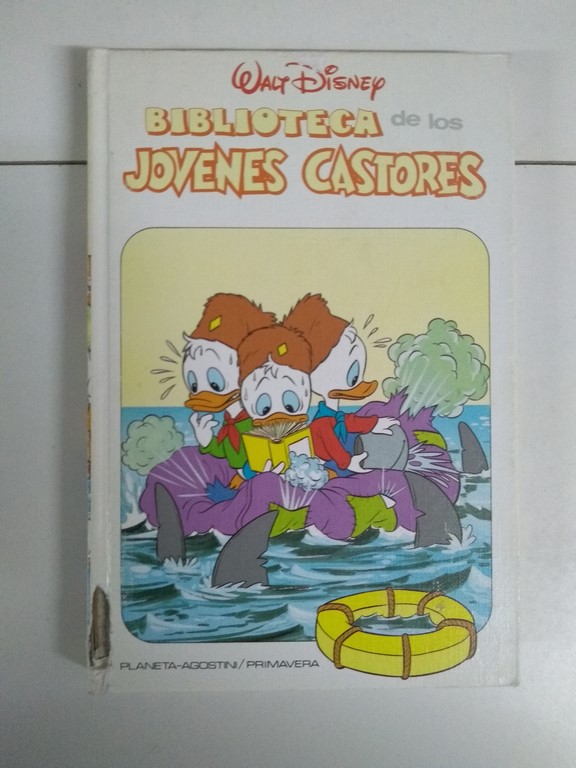 WALT DISNEY
BIBLIOTECA de los
JOVENES CASTORES
PLANETA-AGOSTINI/PRIMAVERA